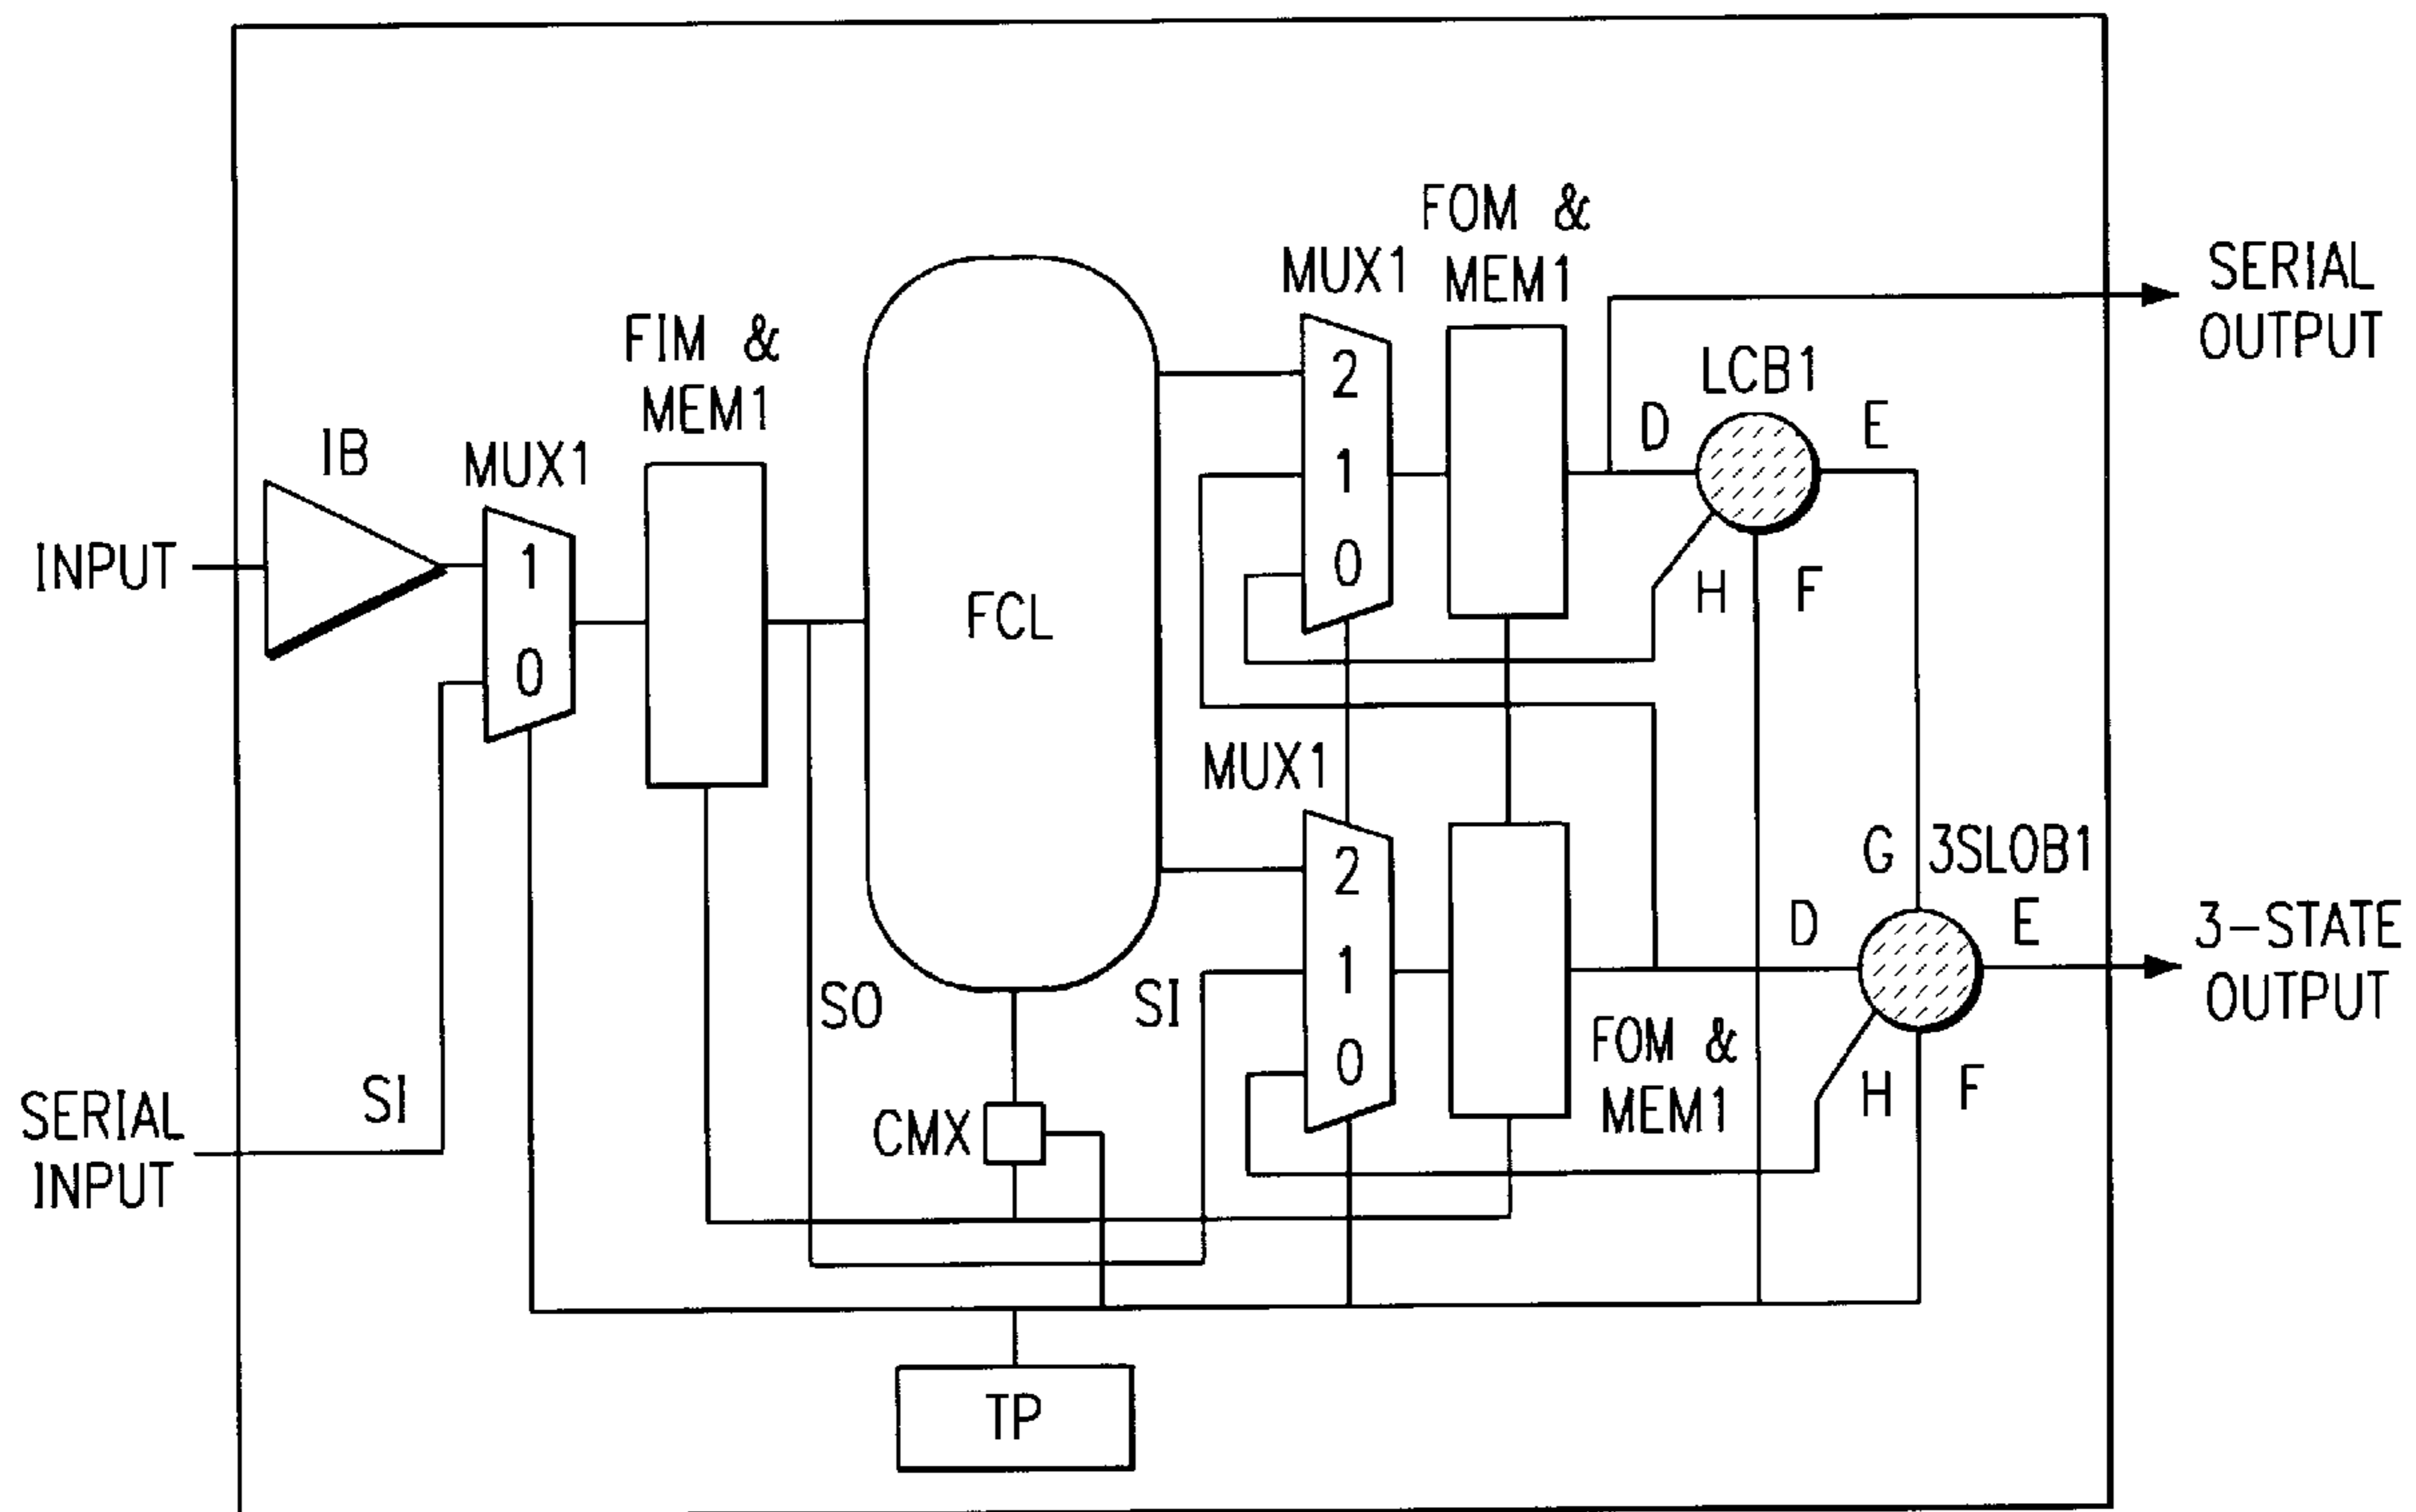 FOM &
MEM1
MUX1
SERIAL
OUTPUT
FIM &
MEM1
LCB1
2
D
E
IB
MUX1
1
INPUT
1
0
H
F
FCL
0
MUX1
G
3SLOB1
2
D
E
3-STATE
OUTPUT
SO
SI
1
FOM &
MEM1
0
SI
H
F
SERIAL
INPUT
CMX
TP